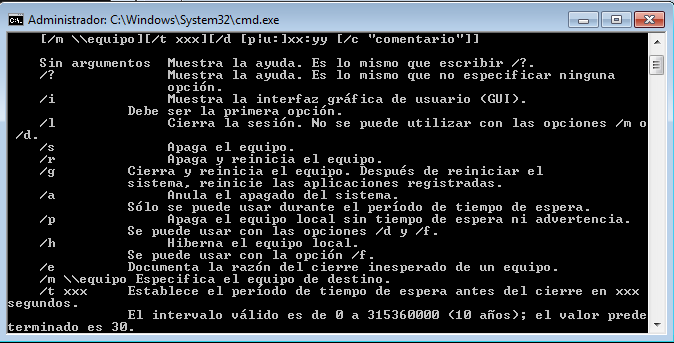 Administrador: C:\Windows\System32\cmd.exe
[/m \\equipo][/t xxx][/d [p|u:]xx:yy [/c "comentario"]]
Sin argumentos Muestra la ayuda. Es lo mismo que escribir /?.
/? Muestra la ayuda. Es lo mismo que no especificar ninguna
opción.
/i Muestra la interfaz gráfica de usuario (GUI).
Debe ser la primera opción.
/l Cierra la sesión. No se puede utilizar con las opciones /m o
/d.
/s Apaga el equipo.
/r Apaga y reinicia el equipo.
/g Cierra y reinicia el equipo. Después de reiniciar el
sistema, reinicie las aplicaciones registradas.
/a Anula el apagado del sistema.
Sólo se puede usar durante el período de tiempo de espera.
/p Apaga el equipo local sin tiempo de espera ni advertencia.
Se puede usar con las opciones /d y /f.
/h Hiberna el equipo local.
Se puede usar con la opción /f.
/e Documenta la razón del cierre inesperado de un equipo.
/m \\equipo Especifica el equipo de destino.
/t xxx Establece el período de tiempo de espera antes del cierre en xxx
segundos.
El intervalo válido es de 0 a 315360000 (10 años); el valor prede
terminado es 30.